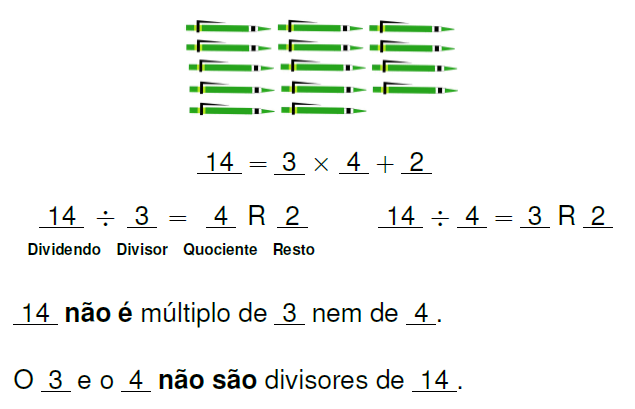 14 = 3 × 4 + 2
14 ÷ 3 = 4 R 2 14 ÷ 4 = 3 R 2
Dividendo Divisor Quociente Resto
14 não é múltiplo de 3 nem de 4.
O 3 e o 4 não são divisores de 14.